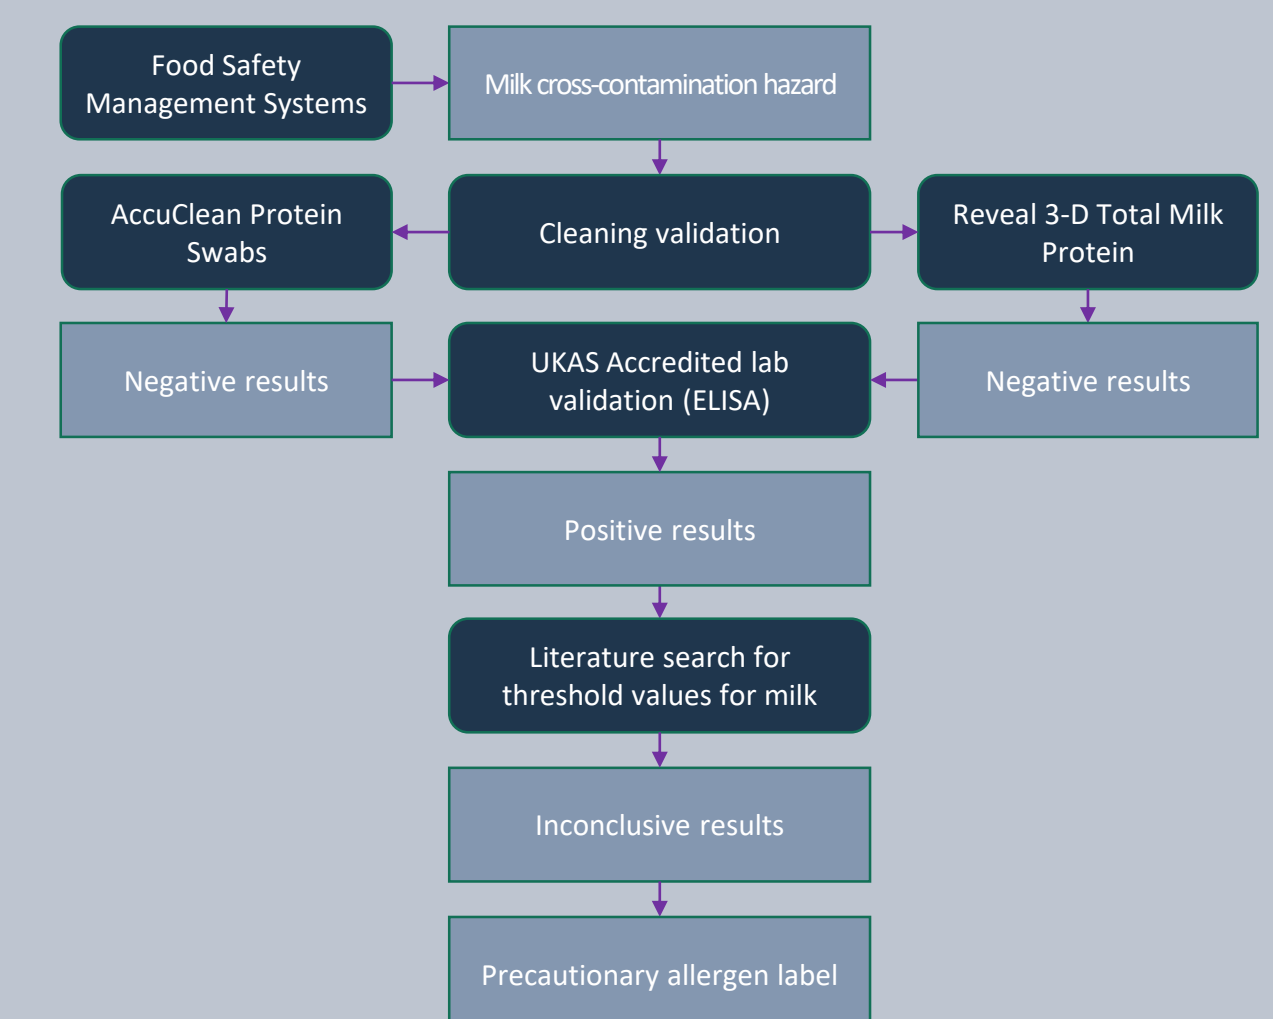 Food Safety
Management Systems
Milk cross-contamination hazard
AccuClean Protein
Swabs
Cleaning validation
Reveal 3-D Total Milk
Protein
Negative results
UKAS Accredited lab
validation (ELISA)
Negative results
Positive results
Literature search for
threshold values for milk
Inconclusive results
Precautionary allergen label